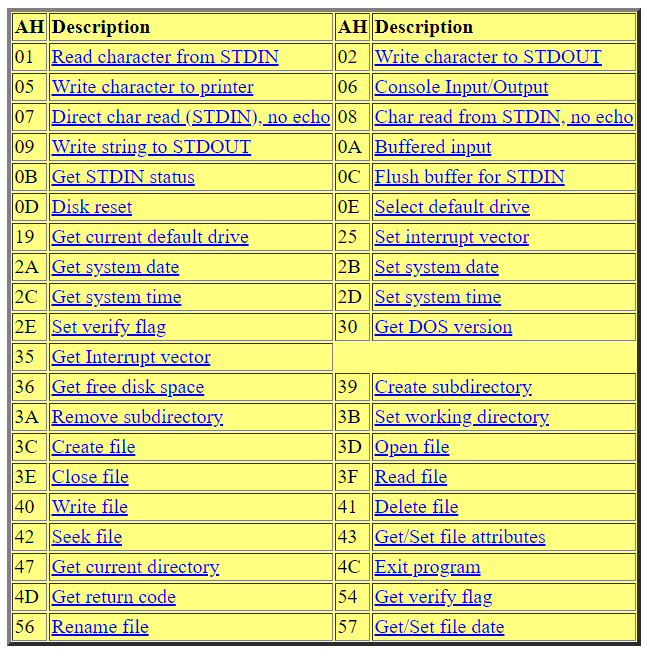 AH Description AH Description
01 Read character from STDIN 02 Write character to STDOUT
05 Write character to printer 06 Console Input/Output
07 Direct char read (STDIN), no echo 08 Char read from STDIN, no echo
09 Write string to STDOUT 0A Buffered input
0B Get STDIN status 0C Flush buffer for STDIN
0D Disk reset 0E Select default drive
19 Get current default drive 25 Set interrupt vector
2A Get system date 2B Set system date
2C Get system time 2D Set system time
2E Set verify flag 30 Get DOS version
35 Get Interrupt vector
36 Get free disk space 39 Create subdirectory
3A Remove subdirectory 3B Set working directory
3C Create file 3D Open file
3E Close file 3F Read file
40 Write file 41 Delete file
42 Seek file 43 Get/Set file attributes
47 Get current directory 4C Exit program
4D Get return code 54 Get verify flag
56 Rename file 57 Get/Set file date